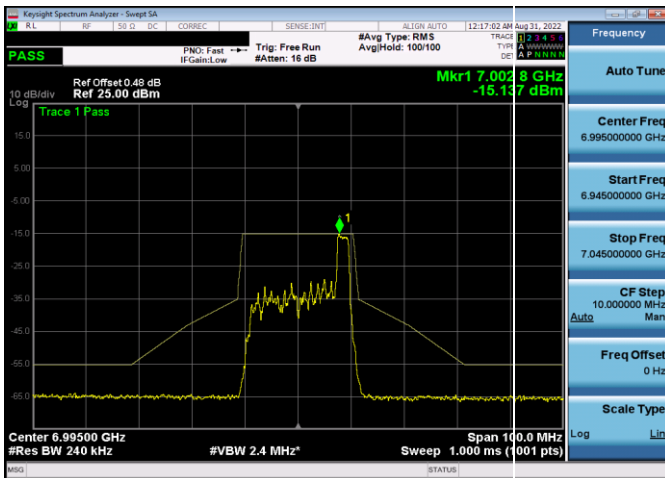 Keysight Spectrum Analyzer - Swept SA
RL RF 50 Ω DC CORREC SENSE:INT ALIGN AUTO 12:17:02 AM Aug 31, 2022
PASS
PNO: Fast
IFGain:Low
Trig: Free Run
#Atten: 16 dB
#Avg Type: RMS
Avg|Hold: 100/100
TRACE 1 2 3 4 5 6
TYPE A W W W W W
DET A P N N N N
Frequency
Ref Offset 0.48 dB
10 dB/div Ref 25.00 dBm
Mkr1 7.002 8 GHz
-15.137 dBm
Log
Trace 1 Pass
15.0
5.00
-5.00
-15.0
-25.0
-35.0
-45.0
-55.0
-65.0
1
Center 6.99500 GHz
Span 100.0 MHz
#Res BW 240 kHz
#VBW 2.4 MHz*
Sweep 1.000 ms (1001 pts)
MSG STATUS
Auto Tune
Center Freq
6.995000000 GHz
Start Freq
6.945000000 GHz
Stop Freq
7.045000000 GHz
CF Step
10.000000 MHz
Auto Man
Freq Offset
0 Hz
Scale Type
Log Lin